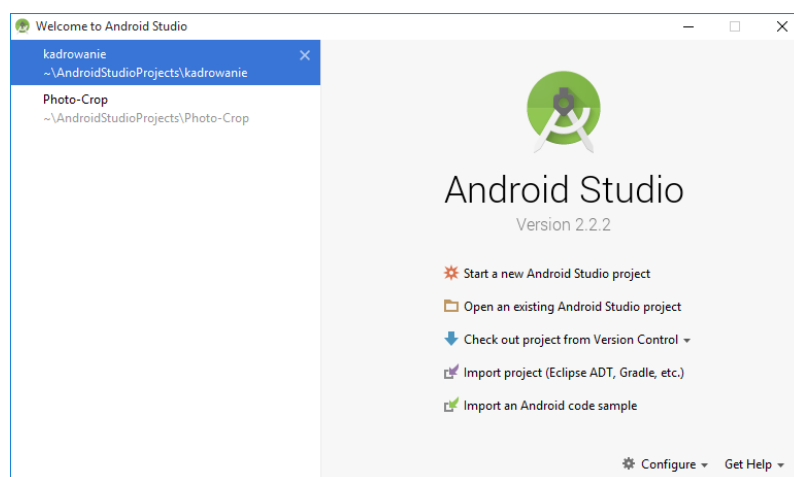 Welcome to Android Studio
kadrowanie
~\AndroidStudioProjects\kadrowanie
Photo-Crop
~\AndroidStudioProjects\Photo-Crop
Android Studio
Version 2.2.2
Start a new Android Studio project
Open an existing Android Studio project
Check out project from Version Control
Import project (Eclipse ADT, Gradle, etc.)
Import an Android code sample
Configure Get Help